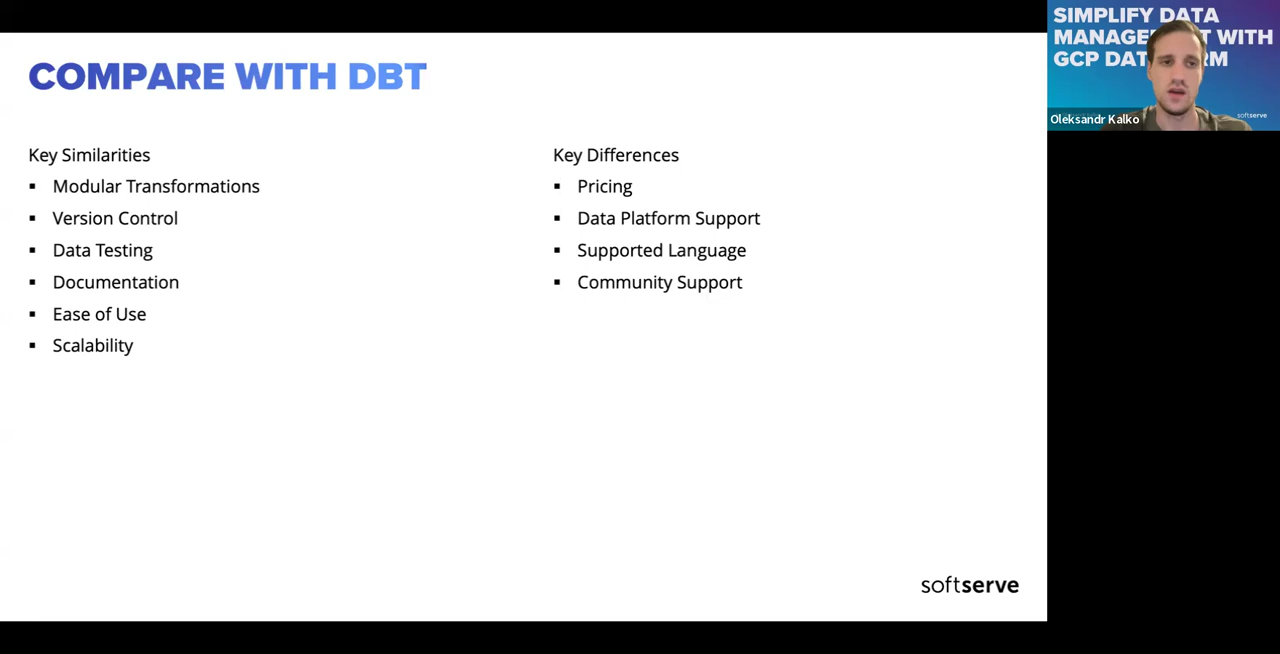 COMPARE WITH DBT
Key Similarities
▪ Modular Transformations
▪ Version Control
▪ Data Testing
▪ Documentation
▪ Ease of Use
▪ Scalability
Key Differences
▪ Pricing
▪ Data Platform Support
▪ Supported Language
▪ Community Support
softserve
SIMPLIFY DATA
WITH
GCP
Oleksandr Kalko
softserve